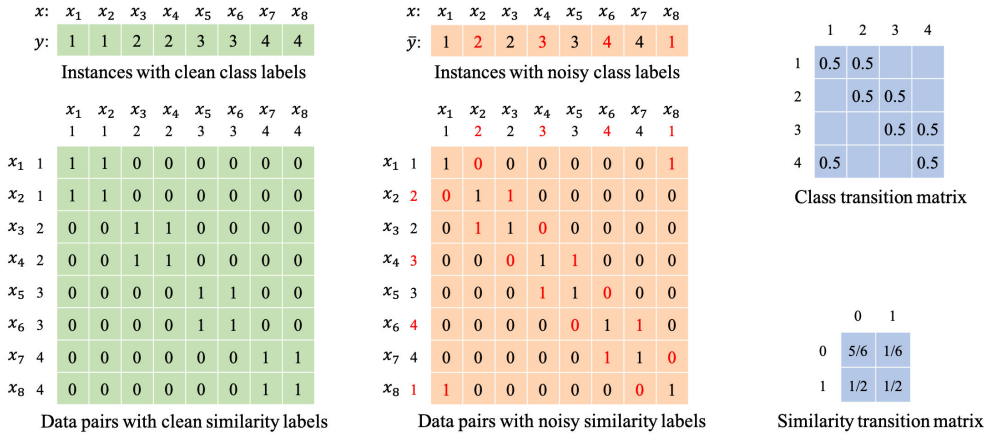 x: x₁ x₂ x₃ x₄ x₅ x₆ x₇ x₈
y: 1 1 2 2 3 3 4 4
Instances with clean class labels
x₁ x₂ x₃ x₄ x₅ x₆ x₇ x₈
1 1 2 2 3 3 4 4
x₁ 1 1 1 0 0 0 0 0 0
x₂ 1 1 1 0 0 0 0 0 0
x₃ 2 0 0 1 1 0 0 0 0
x₄ 2 0 0 1 1 0 0 0 0
x₅ 3 0 0 0 0 1 1 0 0
x₆ 3 0 0 0 0 1 1 0 0
x₇ 4 0 0 0 0 0 0 1 1
x₈ 4 0 0 0 0 0 0 1 1
Data pairs with clean similarity labels
x: x₁ x₂ x₃ x₄ x₅ x₆ x₇ x₈
ȳ: 1 2 2 3 3 4 4 1
Instances with noisy class labels
x₁ x₂ x₃ x₄ x₅ x₆ x₇ x₈
1 2 2 3 3 4 4 1
x₁ 1 1 0 0 0 0 0 0 1
x₂ 2 0 1 1 0 0 0 0 0
x₃ 2 0 1 1 0 0 0 0 0
x₄ 3 0 0 0 1 1 0 0 0
x₅ 3 0 0 0 1 1 0 0 0
x₆ 4 0 0 0 0 0 1 1 0
x₇ 4 0 0 0 0 0 1 1 0
x₈ 1 1 0 0 0 0 0 0 1
Data pairs with noisy similarity labels
1 2 3 4
1 0.5 0.5
2 0.5 0.5
3 0.5 0.5
4 0.5 0.5
Class transition matrix
0 1
0 5/6 1/6
1 1/2 1/2
Similarity transition matrix